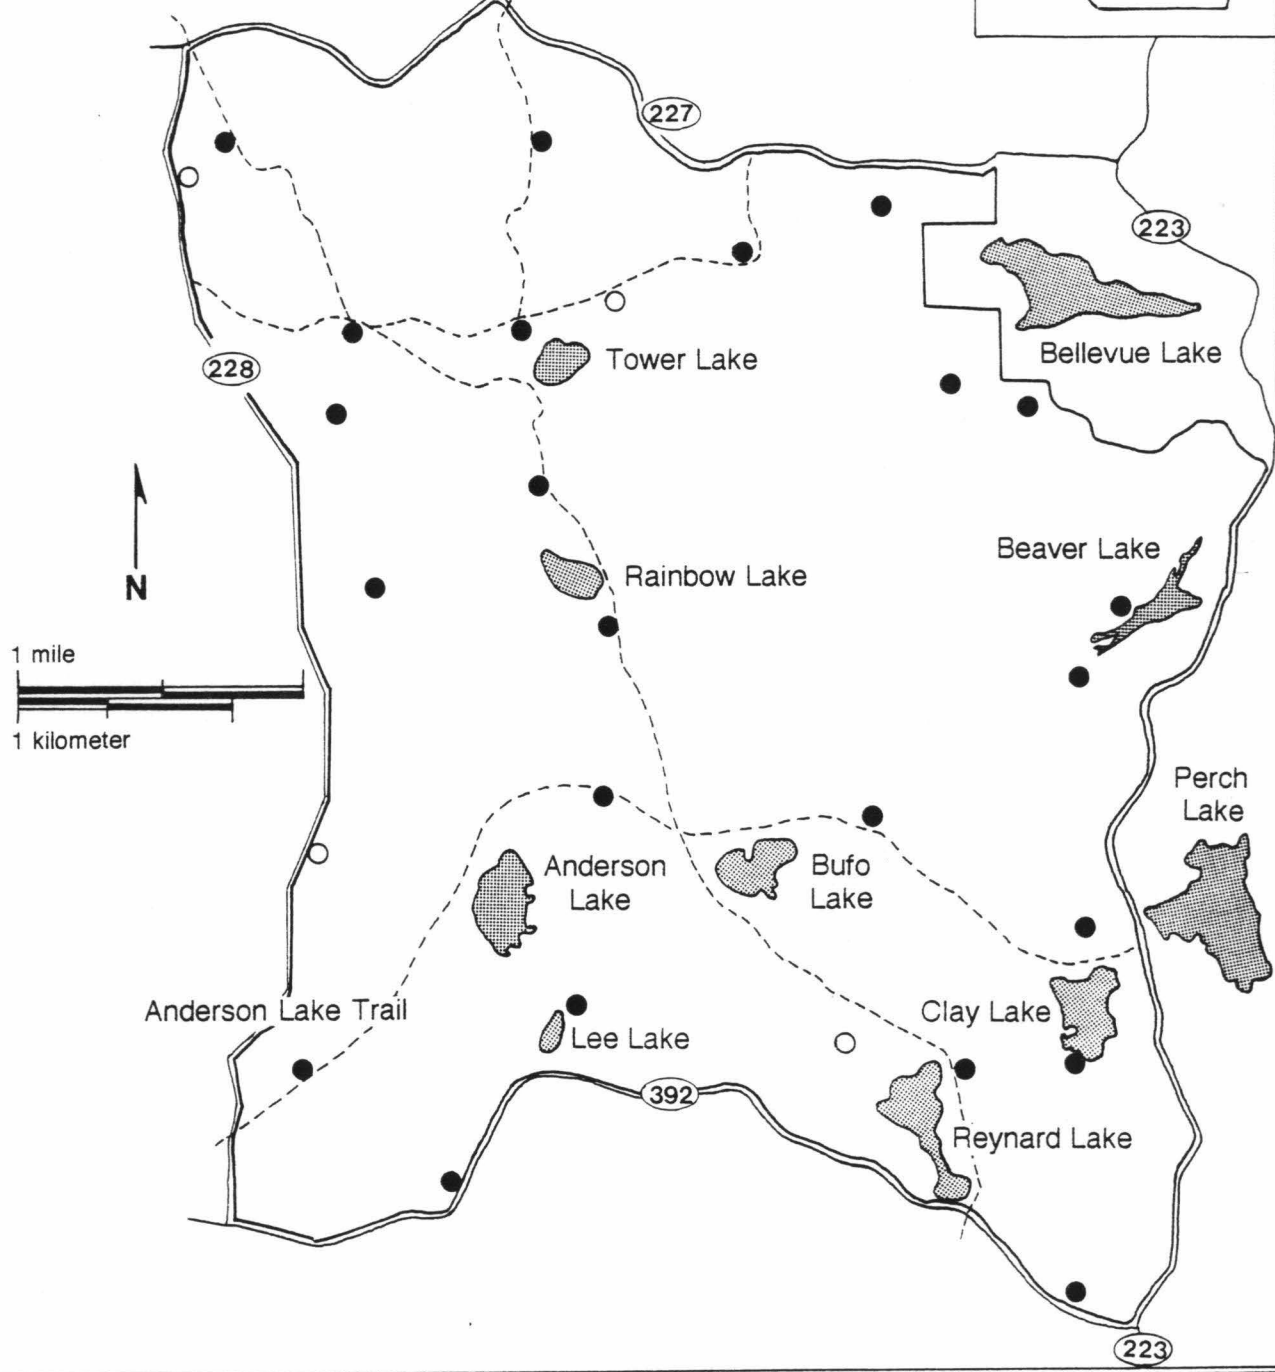 227
223
Bellevue Lake
Tower Lake
228
Beaver Lake
Rainbow Lake
N
1 mile
1 kilometer
Perch
Lake
Anderson
Lake
Bufo
Lake
Anderson Lake Trail
Clay Lake
Lee Lake
392
Reynard Lake
223